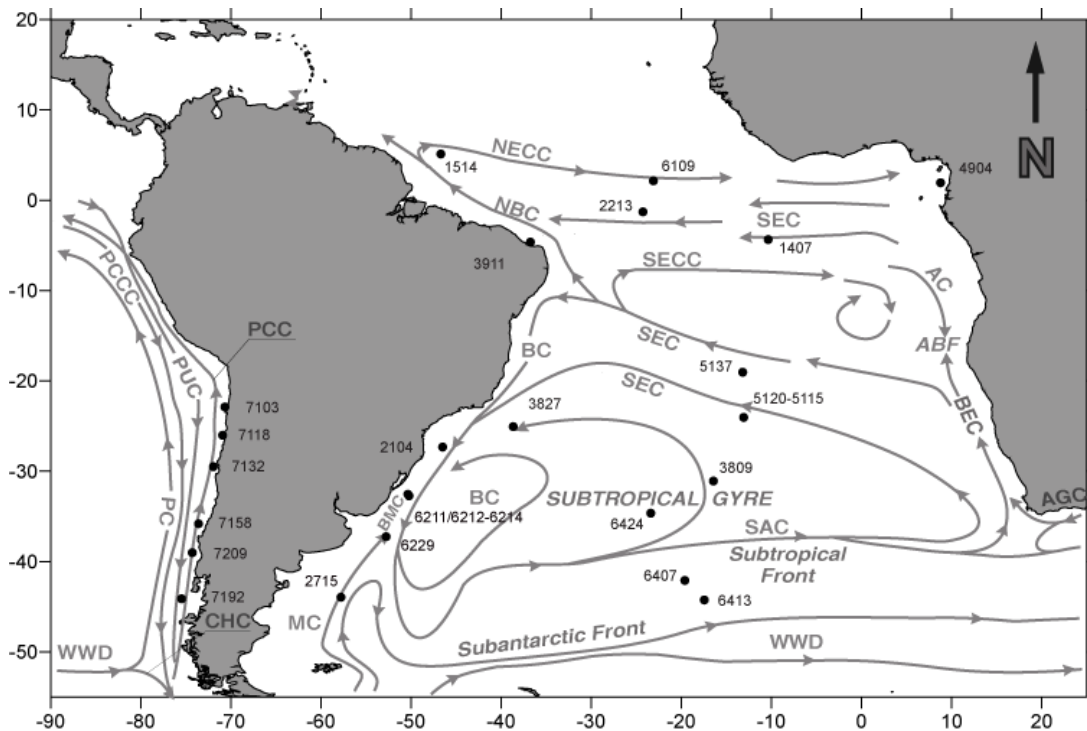 20
10
0
-10
-20
-30
-40
-50
-90
-80
-70
-60
-50
-40
-30
-20
-10
0
10
20
N
NECC
1514
6109
4904
NBC
2213
SEC
1407
3911
SECC
AC
PCCC
PCC
PUC
BC
SEC
ABF
5137
SEC
5120-5115
BEC
7103
3827
7118
2104
7132
3809
BC
SUBTROPICAL GYRE
AGC
PC
BMC
6211/6212-6214
6424
7158
SAC
6229
7209
Subtropical
Front
2715
6407
7192
6413
CHC
MC
Subantarctic Front
WWD
WWD